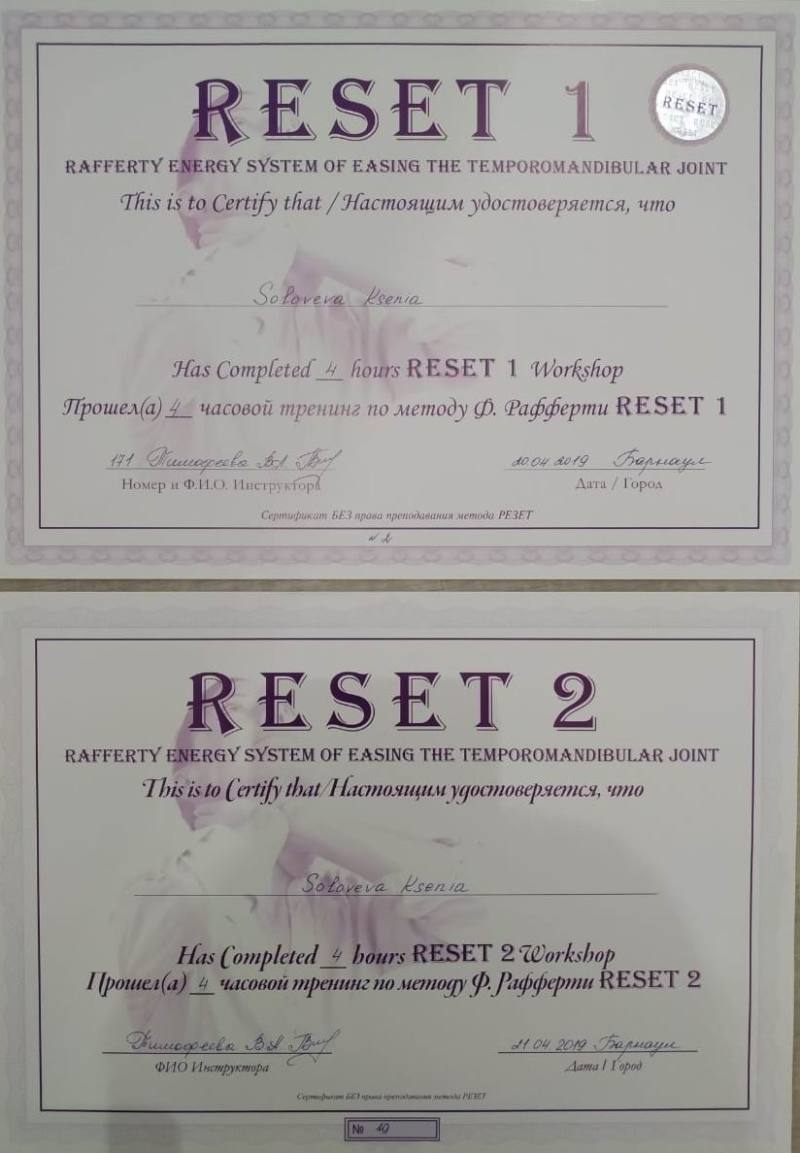 RESET 1
RESET
RAFFERTY ENERGY SYSTEM OF EASING THE TEMPOROMANDIBULAR JOINT
This is to Certify that / Настоящим удостоверяется, что
Soloveva Ksenia
Has Completed 4 hours RESET 1 Workshop
Прошел(а) 4 часовой тренинг по методу Ф. Рафферти RESET 1
171 Тимофеева В.А. 20.04.2019 Барнаул
Номер и Ф.И.О. Инструктора Дата / Город
Сертификат БЕЗ права преподавания метода РЕЗЕТ
N 2
RESET 2
RAFFERTY ENERGY SYSTEM OF EASING THE TEMPOROMANDIBULAR JOINT
This is to Certify that/Настоящим удостоверяется, что
Soloveva Ksenia
Has Completed 4 hours RESET 2 Workshop
Прошел(а) 4 часовой тренинг по методу Ф. Рафферти RESET 2
Тимофеева В.А. 21.04.2019 Барнаул
ФИО Инструктора Дата / Город
Сертификат БЕЗ права преподавания метода РЕЗЕТ
№ 19